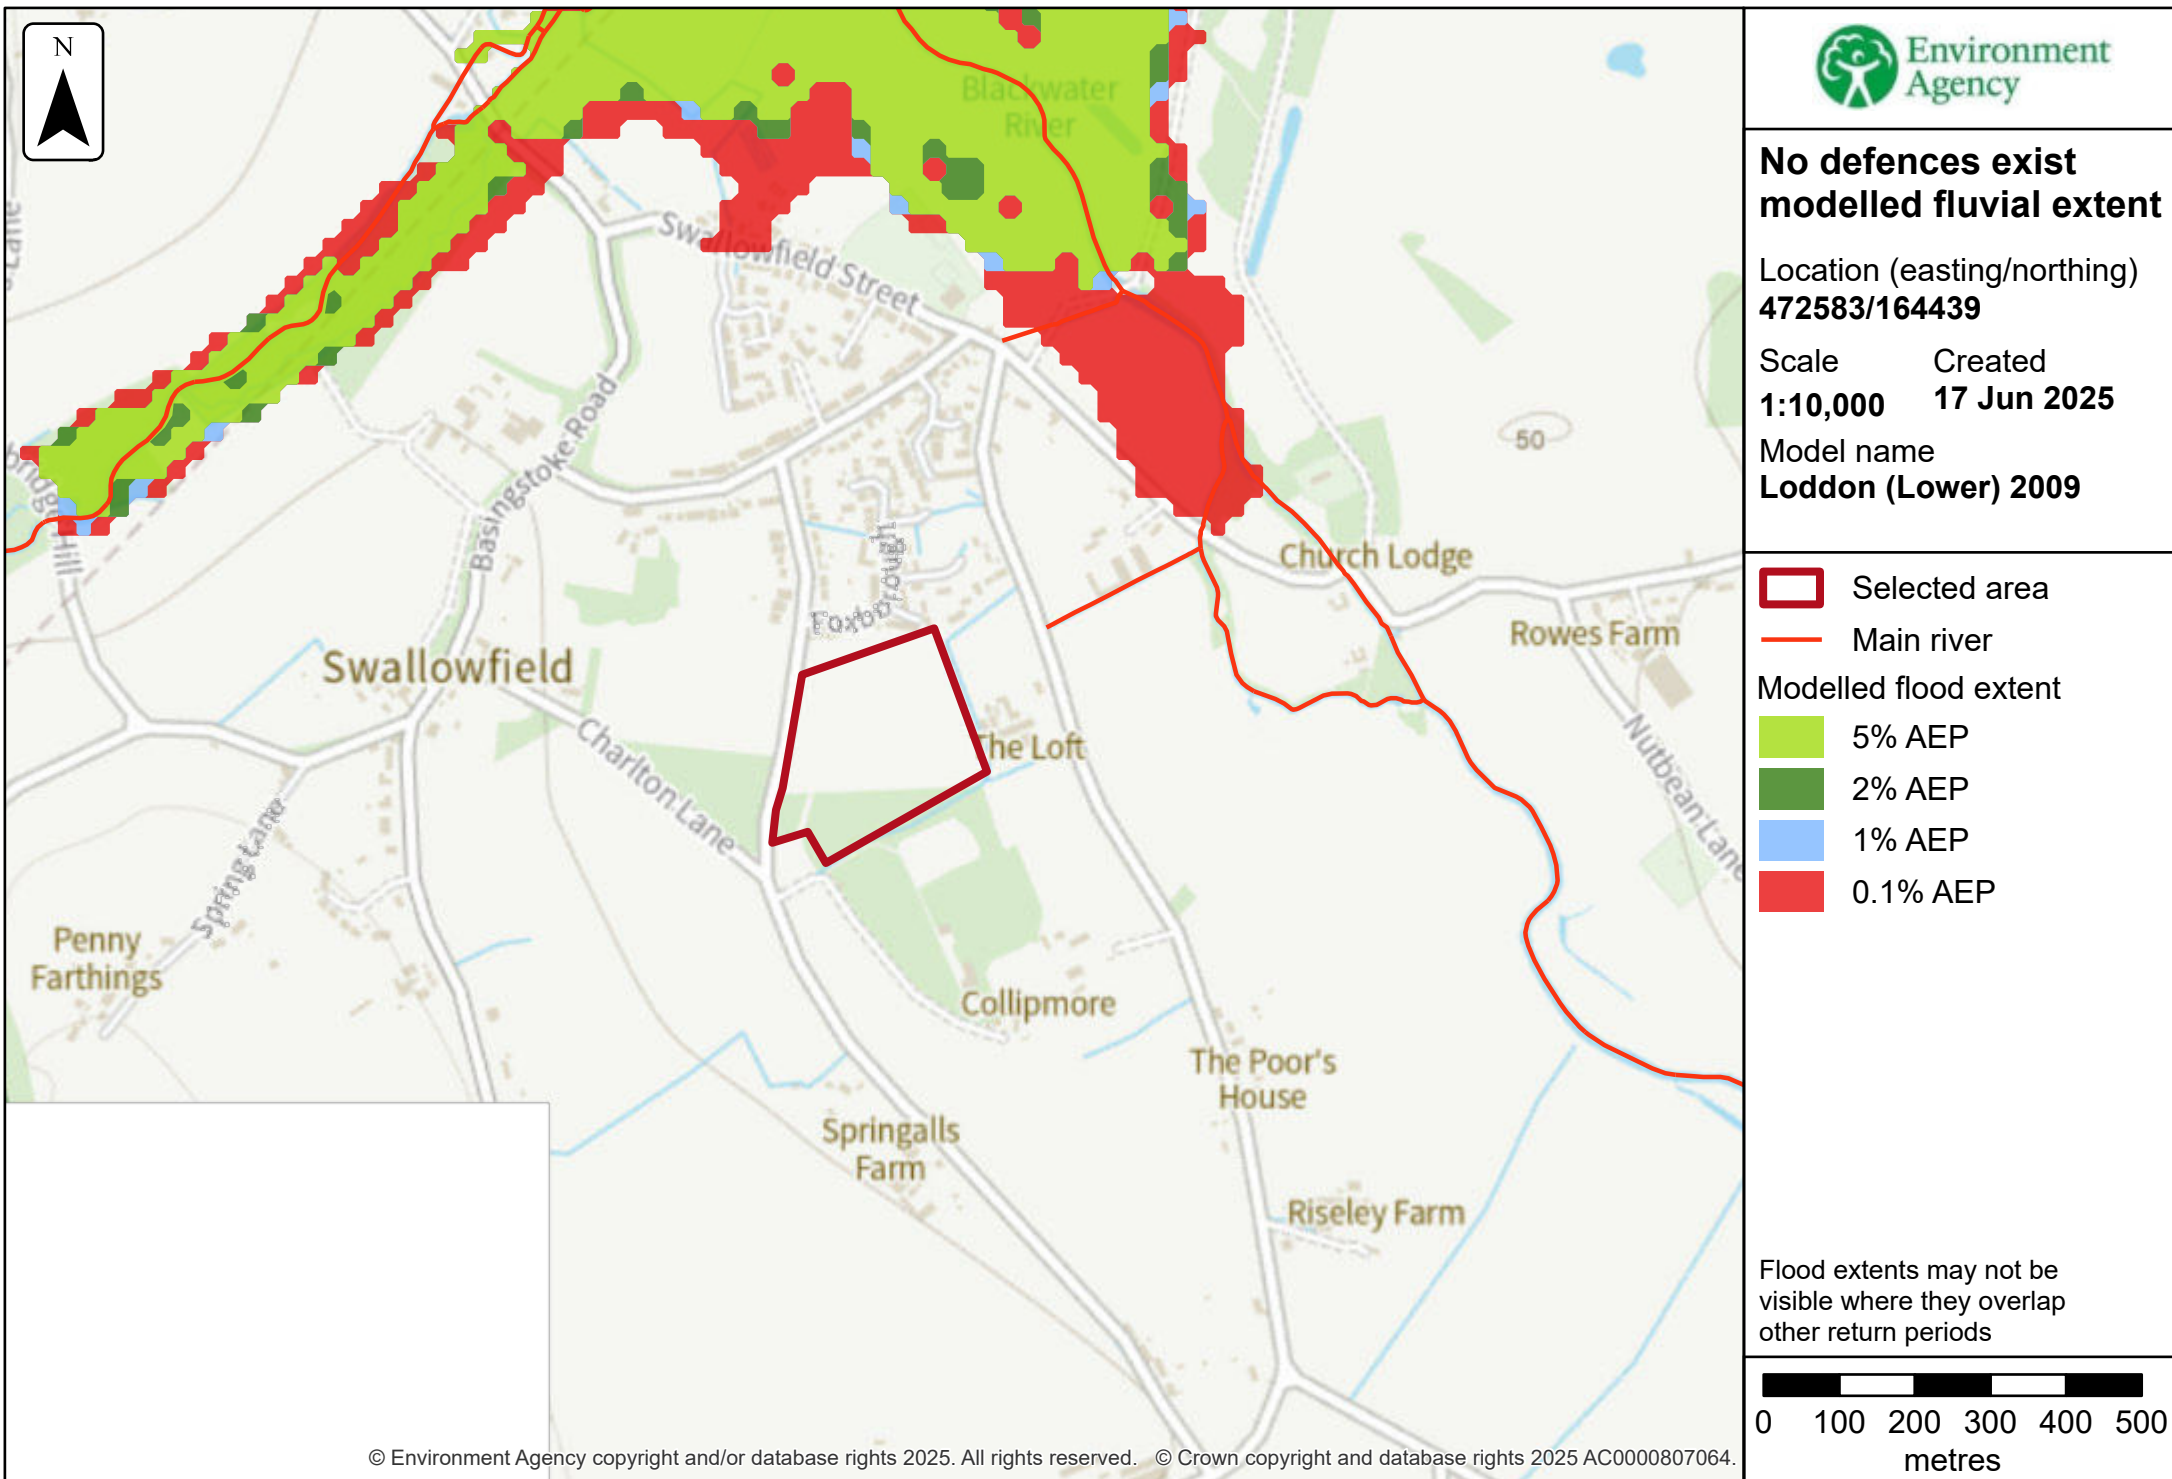 N
Blackwater
River
Lane
Swallowfield Street
Basingstoke Road
bridge Hill
Church Lodge
50
Rowes Farm
Swallowfield
Charlton Lane
The Loft
Nutbean Lane
Spring Lane
Penny
Farthings
Collipmore
The Poor's
House
Springalls
Farm
Riseley Farm
© Environment Agency copyright and/or database rights 2025. All rights reserved. © Crown copyright and database rights 2025 AC0000807064.
Environment
Agency
No defences exist
modelled fluvial extent
Location (easting/northing)
472583/164439
Scale Created
1:10,000 17 Jun 2025
Model name
Loddon (Lower) 2009
Selected area
Main river
Modelled flood extent
5% AEP
2% AEP
1% AEP
0.1% AEP
Flood extents may not be
visible where they overlap
other return periods
0 100 200 300 400 500
metres